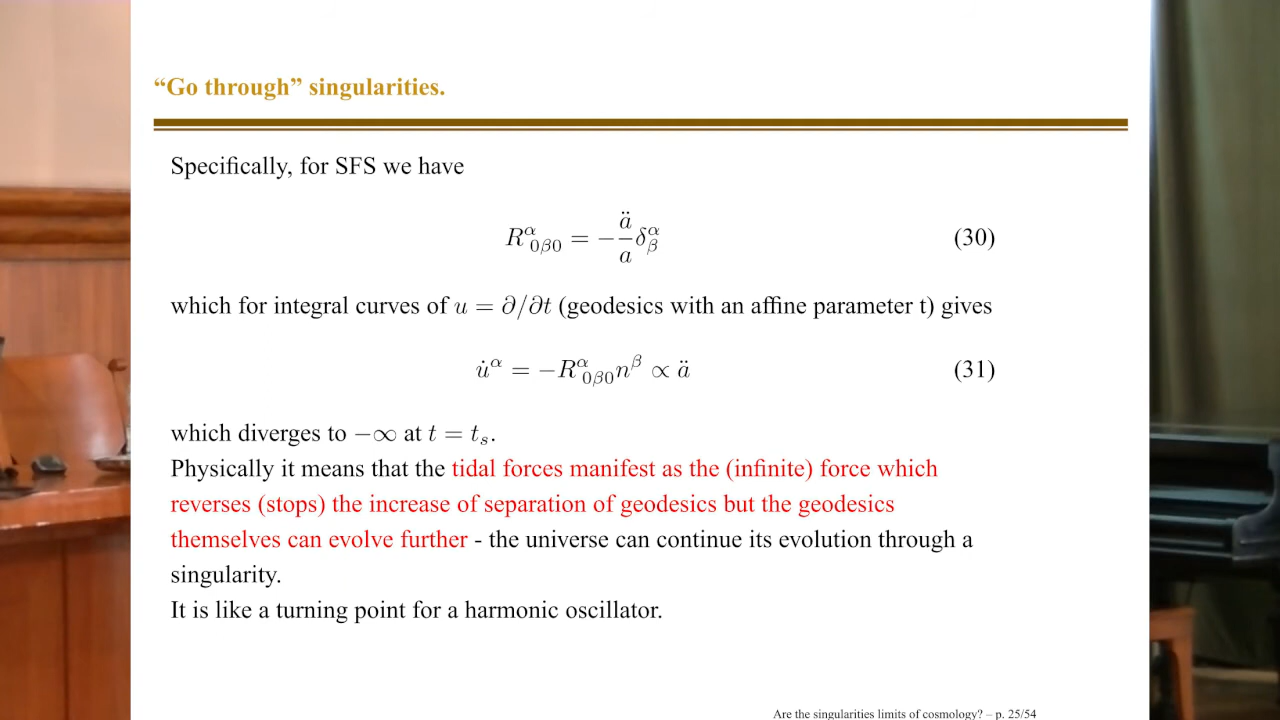 “Go through” singularities.
Specifically, for SFS we have
R^α_{0β0} = −\frac{ä}{a} δ^α_β (30)
which for integral curves of u = ∂/∂t (geodesics with an affine parameter t) gives
u̇^α = −R^α_{0β0} n^β ∝ ä (31)
which diverges to −∞ at t = t_s.
Physically it means that the tidal forces manifest as the (infinite) force which
reverses (stops) the increase of separation of geodesics but the geodesics
themselves can evolve further - the universe can continue its evolution through a
singularity.
It is like a turning point for a harmonic oscillator.
Are the singularities limits of cosmology? – p. 25/54